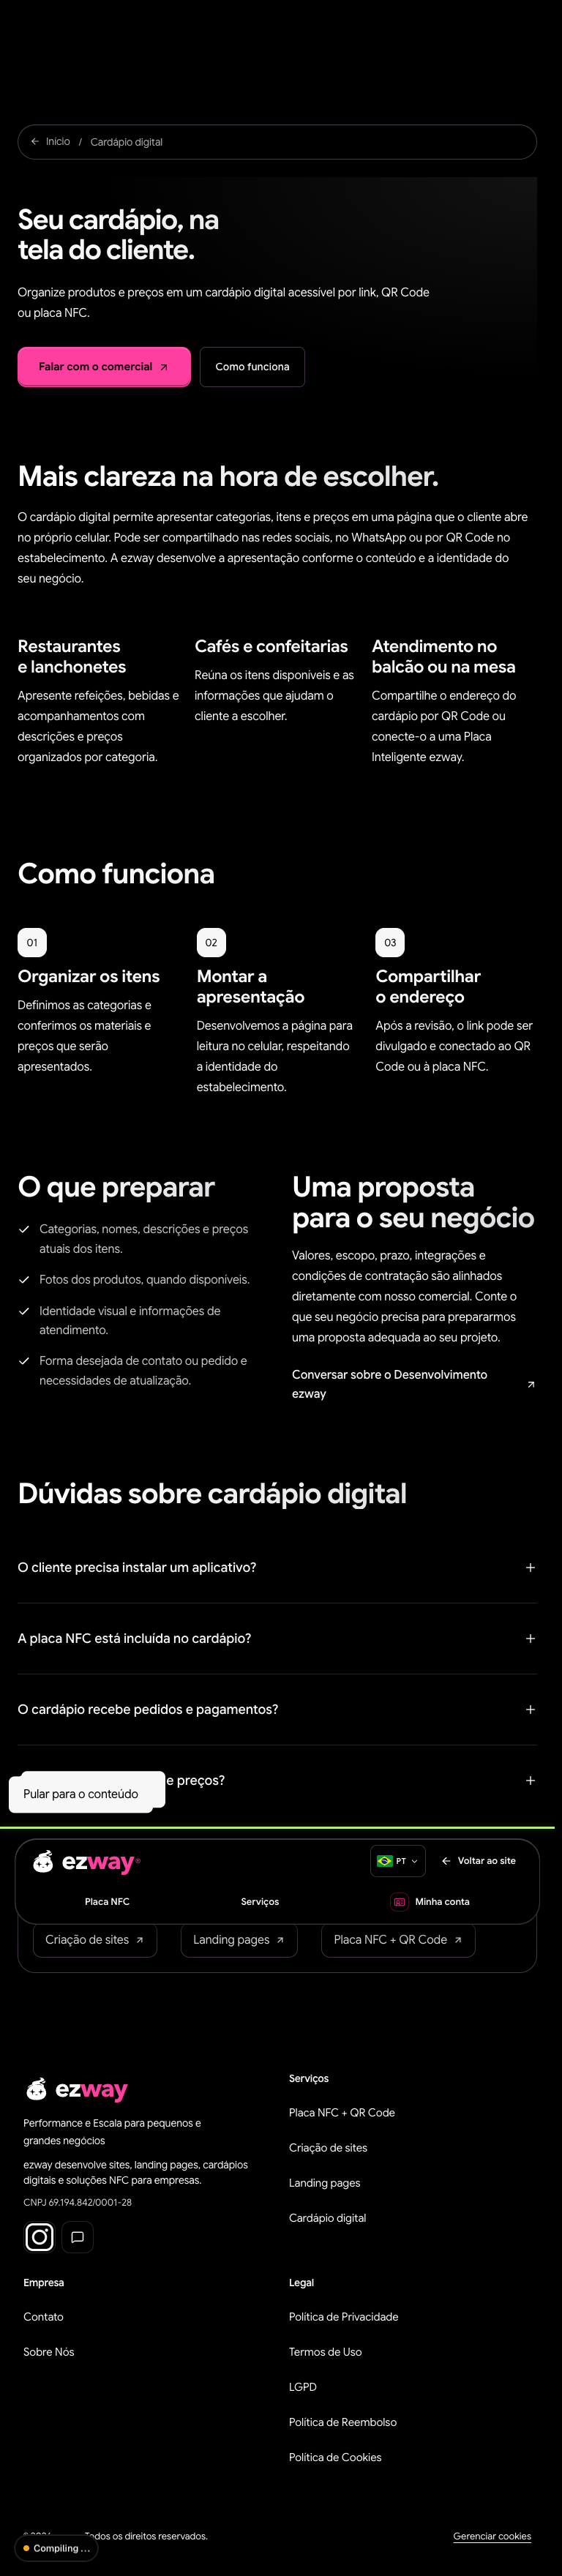 Início / Cardápio digital
Seu cardápio, na
tela do cliente.
Organize produtos e preços em um cardápio digital acessível por link, QR Code
ou placa NFC.
Falar com o comercial
Como funciona
Mais clareza na hora de escolher.
O cardápio digital permite apresentar categorias, itens e preços em uma página que o cliente abre
no próprio celular. Pode ser compartilhado nas redes sociais, no WhatsApp ou por QR Code no
estabelecimento. A ezway desenvolve a apresentação conforme o conteúdo e a identidade do
seu negócio.
Restaurantes
e lanchonetes
Apresente refeições, bebidas e
acompanhamentos com
descrições e preços
organizados por categoria.
Cafés e confeitarias
Reúna os itens disponíveis e as
informações que ajudam o
cliente a escolher.
Atendimento no
balcão ou na mesa
Compartilhe o endereço do
cardápio por QR Code ou
conecte-o a uma Placa
Inteligente ezway.
Como funciona
01
Organizar os itens
Definimos as categorias e
conferimos os materiais e
preços que serão
apresentados.
02
Montar a
apresentação
Desenvolvemos a página para
leitura no celular, respeitando
a identidade do
estabelecimento.
03
Compartilhar
o endereço
Após a revisão, o link pode ser
divulgado e conectado ao QR
Code ou à placa NFC.
O que preparar
Categorias, nomes, descrições e preços
atuais dos itens.
Fotos dos produtos, quando disponíveis.
Identidade visual e informações de
atendimento.
Forma desejada de contato ou pedido e
necessidades de atualização.
Uma proposta
para o seu negócio
Valores, escopo, prazo, integrações e
condições de contratação são alinhados
diretamente com nosso comercial. Conte o
que seu negócio precisa para prepararmos
uma proposta adequada ao seu projeto.
Conversar sobre o Desenvolvimento
ezway
Dúvidas sobre cardápio digital
O cliente precisa instalar um aplicativo?
A placa NFC está incluída no cardápio?
O cardápio recebe pedidos e pagamentos?
e preços?
Pular para o conteúdo
ezway®
PT
Voltar ao site
Placa NFC
Serviços
Minha conta
Criação de sites
Landing pages
Placa NFC + QR Code
ezway
Performance e Escala para pequenos e
grandes negócios
ezway desenvolve sites, landing pages, cardápios
digitais e soluções NFC para empresas.
CNPJ 69.194.842/0001-28
Serviços
Placa NFC + QR Code
Criação de sites
Landing pages
Cardápio digital
Empresa
Contato
Sobre Nós
Legal
Política de Privacidade
Termos de Uso
LGPD
Política de Reembolso
Política de Cookies
Todos os direitos reservados.
Gerenciar cookies
Compiling ...